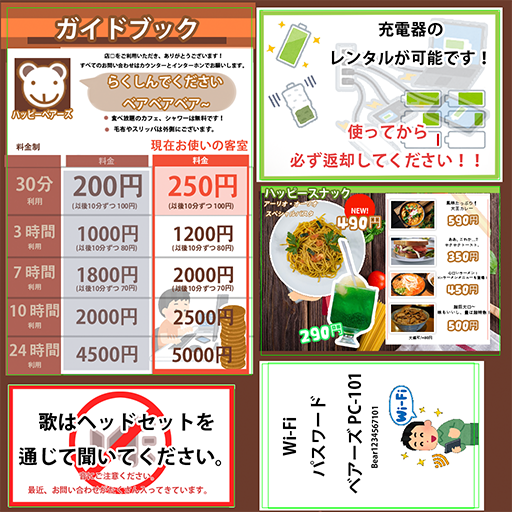 ガイドブック
店□をご利用いただき、ありがとうございます！
すべてのお問い合わせはカウンターとインターホンでお願いします。
らくしんでください
ベアベアベア~
ハッピーベアーズ
● 食べ放題のカフェ、シャワーは無料です！
● 毛布やスリッパは外側にございます。
料金制
現在お使いの客室
料金 料金
30分 利用 200円 (以後10分ずつ 100円) 250円 (以後10分ずつ 100円)
3 時間 利用 1000円 (以後10分ずつ 80円) 1200円 (以後10分ずつ 80円)
7 時間 利用 1800円 (以後10分ずつ 70円) 2000円 (以後10分ずつ 70円)
10 時間 利用 2000円 2500円
24 時間 利用 4500円 5000円
歌はヘッドセットを
通じて聞いてください。
ご注意ください
最近、お問い合わせが
入ってきています。
充電器の
レンタルが可能です！
使ってから
必ず返却してください！！
ハッピースナック
アーリオ・オーリオ
スペシャルパスタ
NEW!
490円
290円
590円
350円
450円
500円
Wi-Fi
パスワード
ベアーズ PC-101
Bear1234567101
Wi-Fi